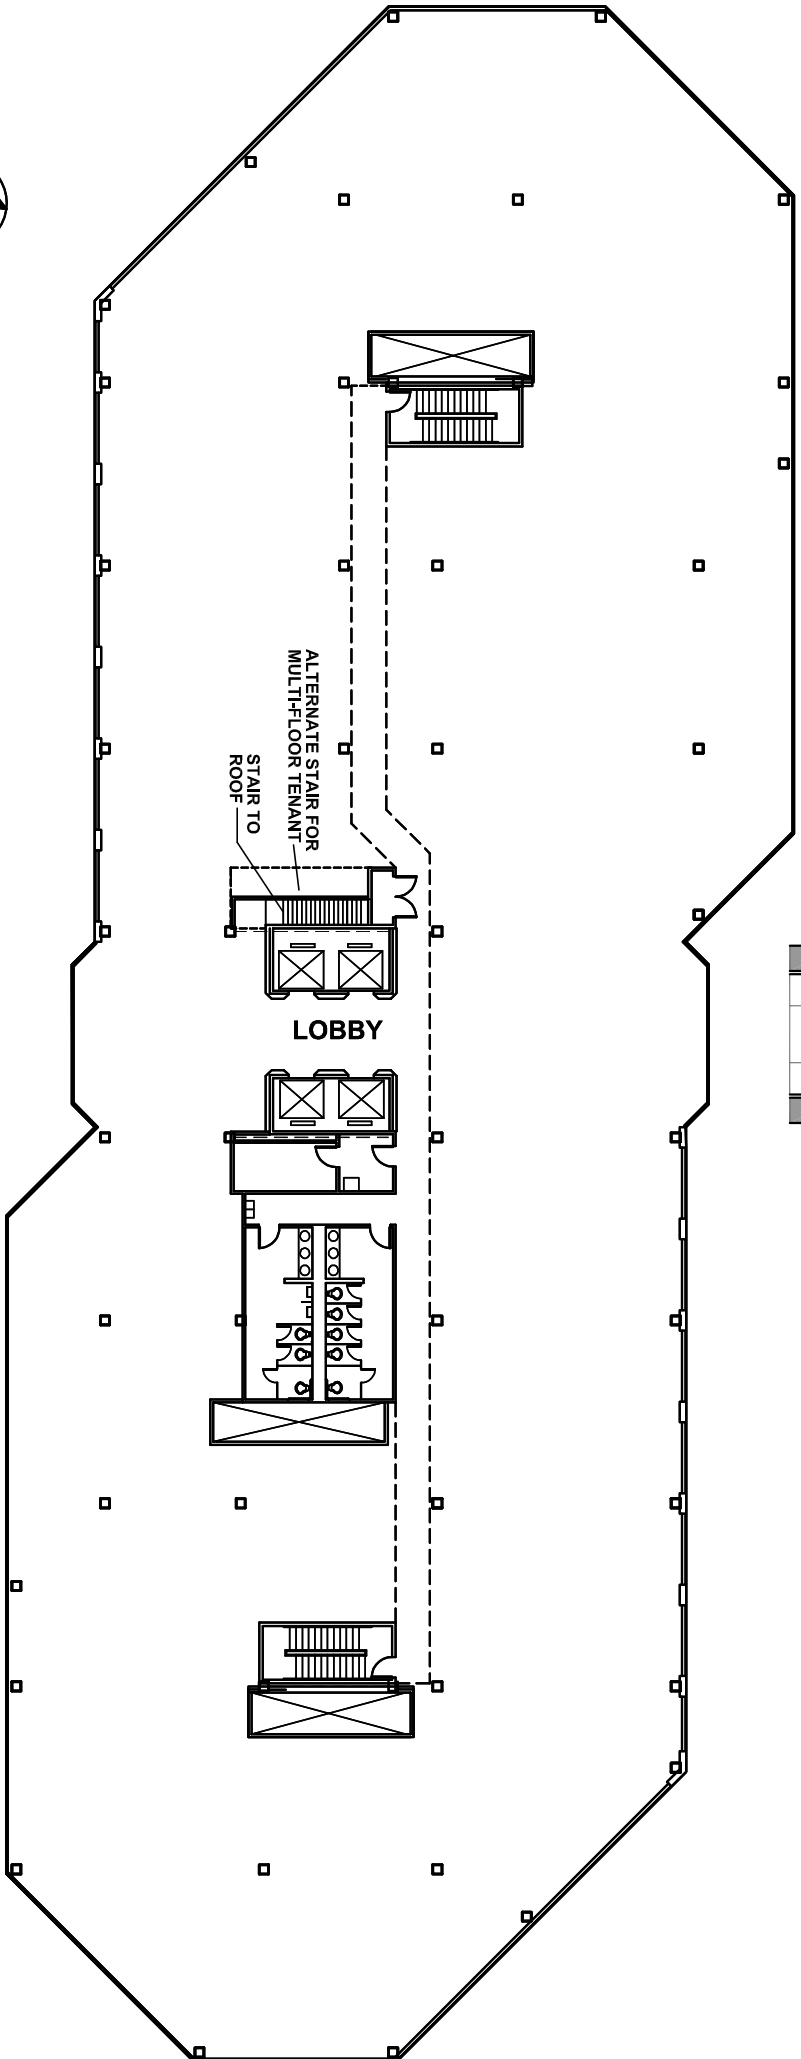 ALTERNATE STAIR FOR
MULTI-FLOOR TENANT
STAIR TO
ROOF
LOBBY